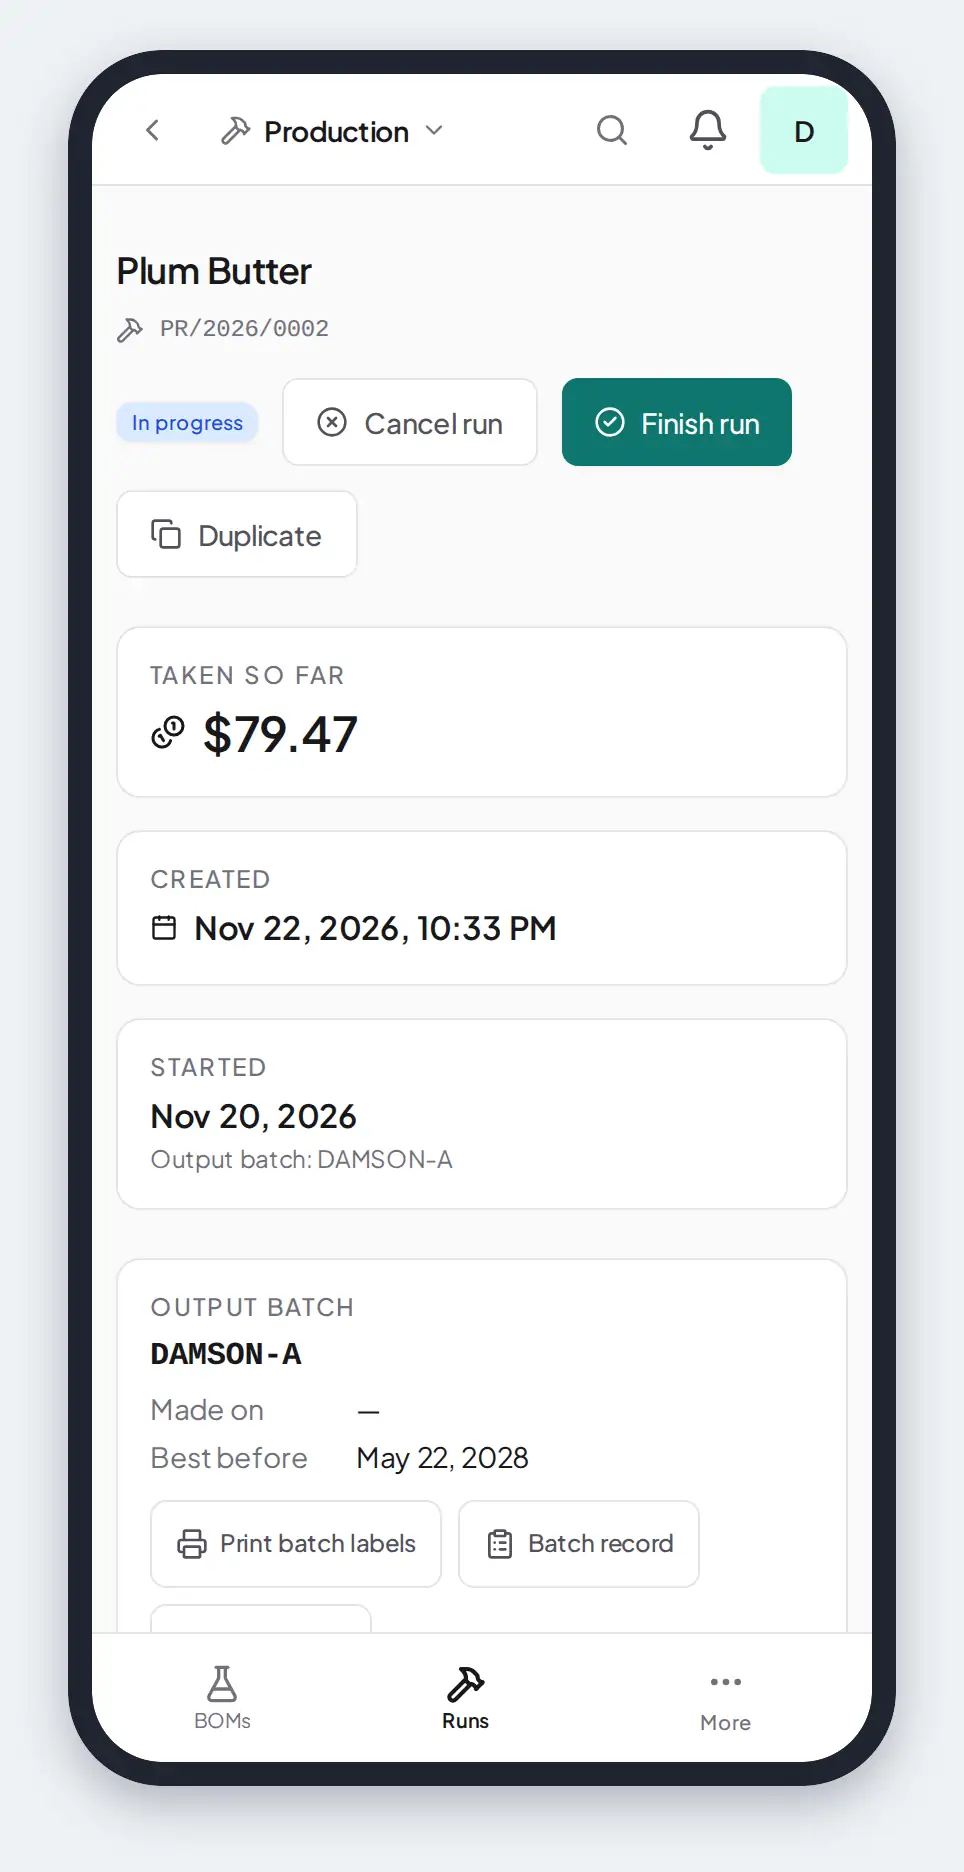 Production
D
Plum Butter
PR/2026/0002
In progress
Cancel run
Finish run
Duplicate
TAKEN SO FAR
$79.47
CREATED
Nov 22, 2026, 10:33 PM
STARTED
Nov 20, 2026
Output batch: DAMSON-A
OUTPUT BATCH
DAMSON-A
Made on —
Best before May 22, 2028
Print batch labels
Batch record
BOMs
Runs
More